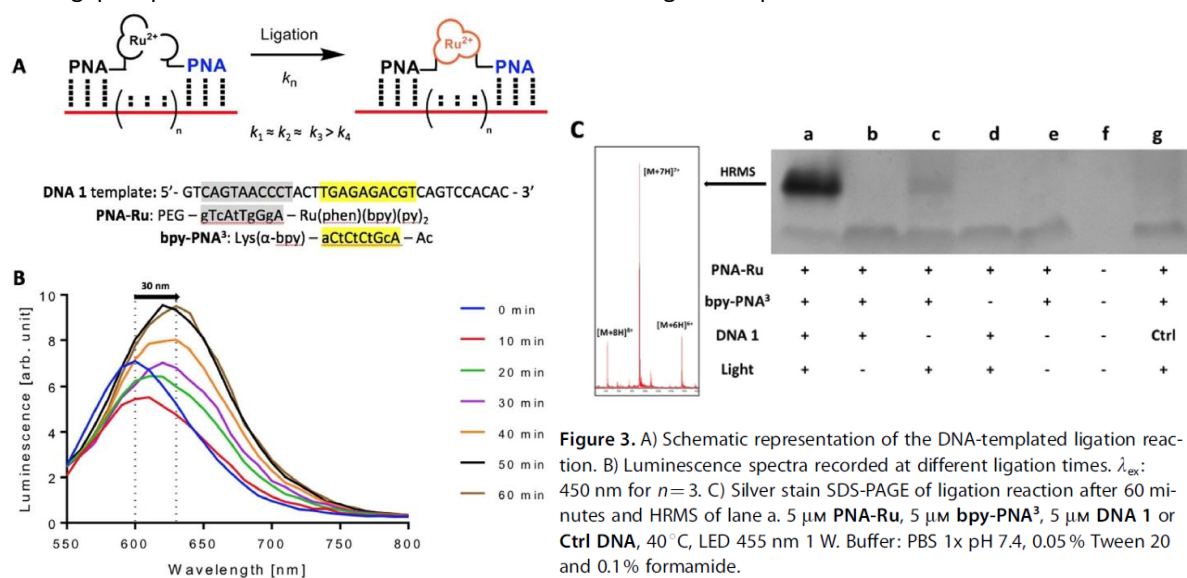 Ru2+
Ru2+
Ligation
A
PNA
PNA
kn
PNA
PNA
n
n
k1 ≈ k2 ≈ k3 > k4
DNA 1 template: 5’- GTCAGTAACCCTACTTGAGAGACGTCAGTCCACAC - 3’
PNA-Ru: PEG – gTcAtTgGgA – Ru(phen)(bpy)(py)2
bpy-PNA3: Lys(α-bpy) – aCtCtCtGcA – Ac
B
30 nm
10
8
6
4
2
0
Luminescence [arb. unit]
550
600
650
700
750
800
Wavelength [nm]
0 min
10 min
20 min
30 min
40 min
50 min
60 min
C
a b c d e f g
HRMS
[M+7H]7+
[M+8H]8+
[M+6H]6+
PNA-Ru + + + + + - +
bpy-PNA3 + + + - + - +
DNA 1 + + - + - - Ctrl
Light + - + + - - +
Figure 3. A) Schematic representation of the DNA-templated ligation reac-
tion. B) Luminescence spectra recorded at different ligation times. λex:
450 nm for n=3. C) Silver stain SDS-PAGE of ligation reaction after 60 mi-
nutes and HRMS of lane a. 5 μM PNA-Ru, 5 μM bpy-PNA3, 5 μM DNA 1 or
Ctrl DNA, 40 °C, LED 455 nm 1 W. Buffer: PBS 1x pH 7.4, 0.05% Tween 20
and 0.1% formamide.